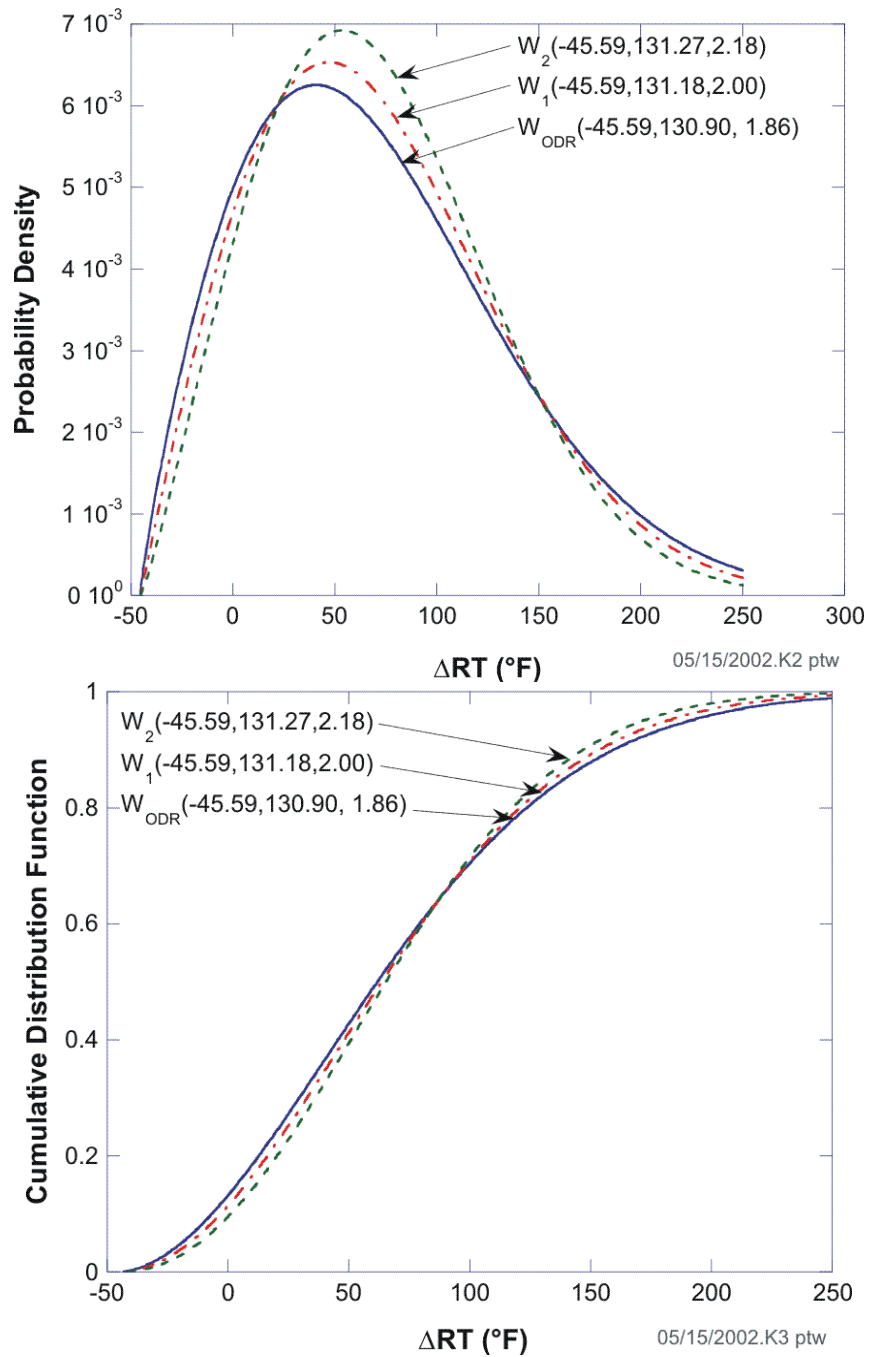 7 10-3
6 10-3
5 10-3
4 10-3
3 10-3
2 10-3
1 10-3
0 100
Probability Density
W2(-45.59,131.27,2.18)
W1(-45.59,131.18,2.00)
WODR(-45.59,130.90, 1.86)
-50 0 50 100 150 200 250 300
ΔRT (°F)
05/15/2002.K2 ptw
1
0.8
0.6
0.4
0.2
0
Cumulative Distribution Function
W2(-45.59,131.27,2.18)
W1(-45.59,131.18,2.00)
WODR(-45.59,130.90, 1.86)
-50 0 50 100 150 200 250
ΔRT (°F)
05/15/2002.K3 ptw